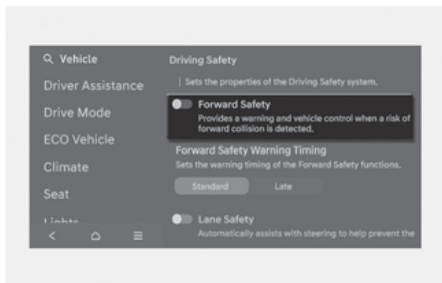 Vehicle
Driver Assistance
Drive Mode
ECO Vehicle
Climate
Seat
Lights
Driving Safety
Sets the properties of the Driving Safety system.
Forward Safety
Provides a warning and vehicle control when a risk of
forward collision is detected.
Forward Safety Warning Timing
Sets the warning timing of the Forward Safety functions.
Standard
Late
Lane Safety
Automatically assists with steering to help prevent the